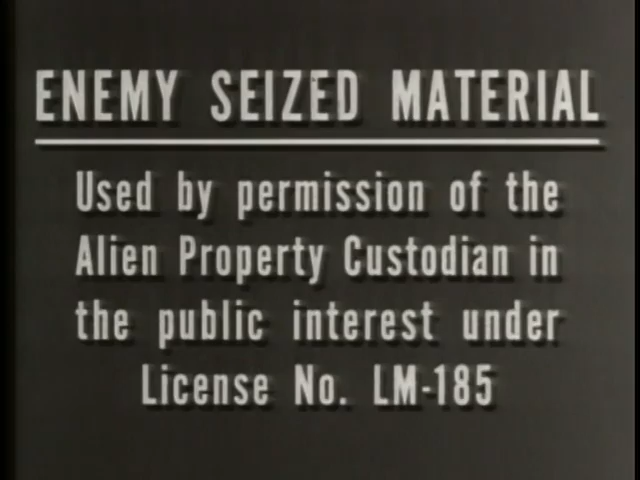 ENEMY SEIZED MATERIAL
Used by permission of the
Alien Property Custodian in
the public interest under
License No. LM-185